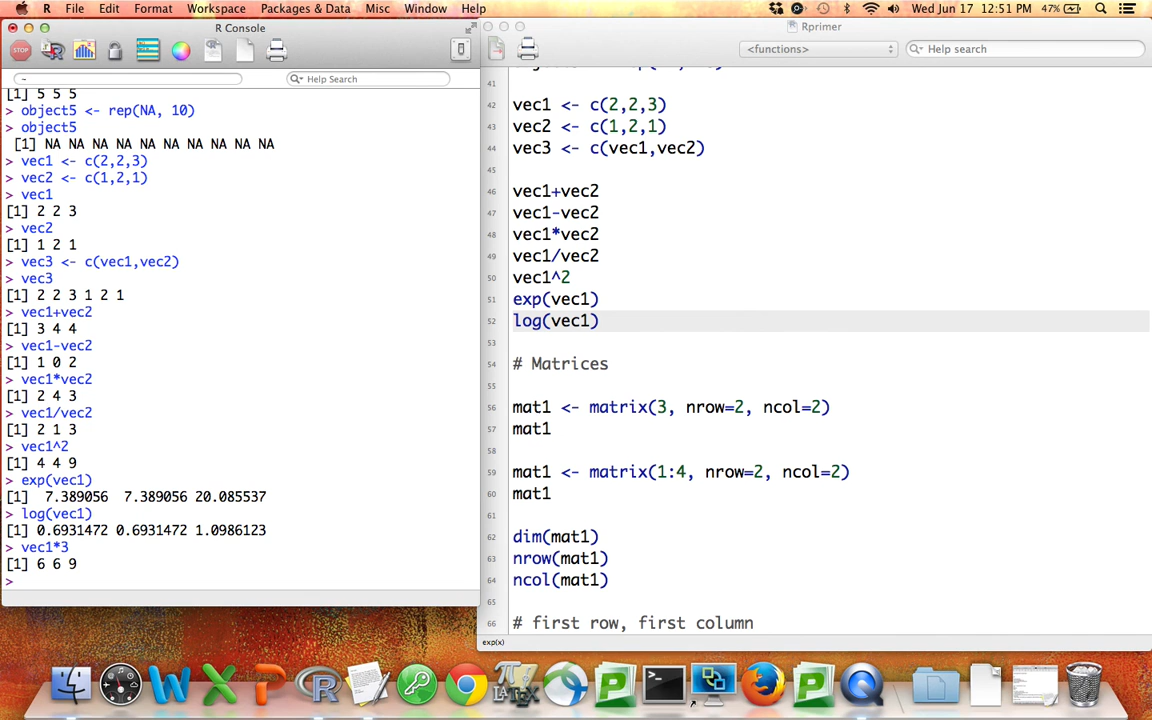 R File Edit Format Workspace Packages & Data Misc Window Help Wed Jun 17 12:51 PM 47%
R Console
STOP
~
Help Search
[1] 5 5 5
> object5 <- rep(NA, 10)
> object5
[1] NA NA NA NA NA NA NA NA NA NA
> vec1 <- c(2,2,3)
> vec2 <- c(1,2,1)
> vec1
[1] 2 2 3
> vec2
[1] 1 2 1
> vec3 <- c(vec1,vec2)
> vec3
[1] 2 2 3 1 2 1
> vec1+vec2
[1] 3 4 4
> vec1-vec2
[1] 1 0 2
> vec1*vec2
[1] 2 4 3
> vec1/vec2
[1] 2 1 3
> vec1^2
[1] 4 4 9
> exp(vec1)
[1] 7.389056 7.389056 20.085537
> log(vec1)
[1] 0.6931472 0.6931472 1.0986123
> vec1*3
[1] 6 6 9
>
Rprimer
<functions>
Help search
41
42 vec1 <- c(2,2,3)
43 vec2 <- c(1,2,1)
44 vec3 <- c(vec1,vec2)
45
46 vec1+vec2
47 vec1-vec2
48 vec1*vec2
49 vec1/vec2
50 vec1^2
51 exp(vec1)
52 log(vec1)
53
54 # Matrices
55
56 mat1 <- matrix(3, nrow=2, ncol=2)
57 mat1
58
59 mat1 <- matrix(1:4, nrow=2, ncol=2)
60 mat1
61
62 dim(mat1)
63 nrow(mat1)
64 ncol(mat1)
65
66 # first row, first column
exp(x)